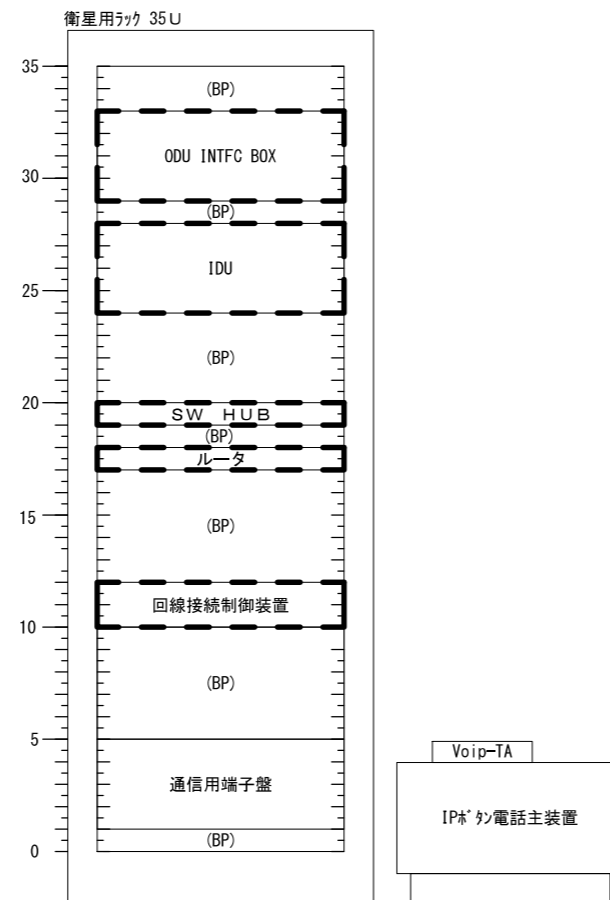 衛星用ﾗｯｸ 35U
35
(BP)
ODU INTFC BOX
30
(BP)
IDU
25
(BP)
20
SW HUB
(BP)
ルータ
15
(BP)
回線接続制御装置
10
(BP)
5
通信用端子盤
0
(BP)
Voip-TA
IPﾎﾞﾀﾝ電話主装置